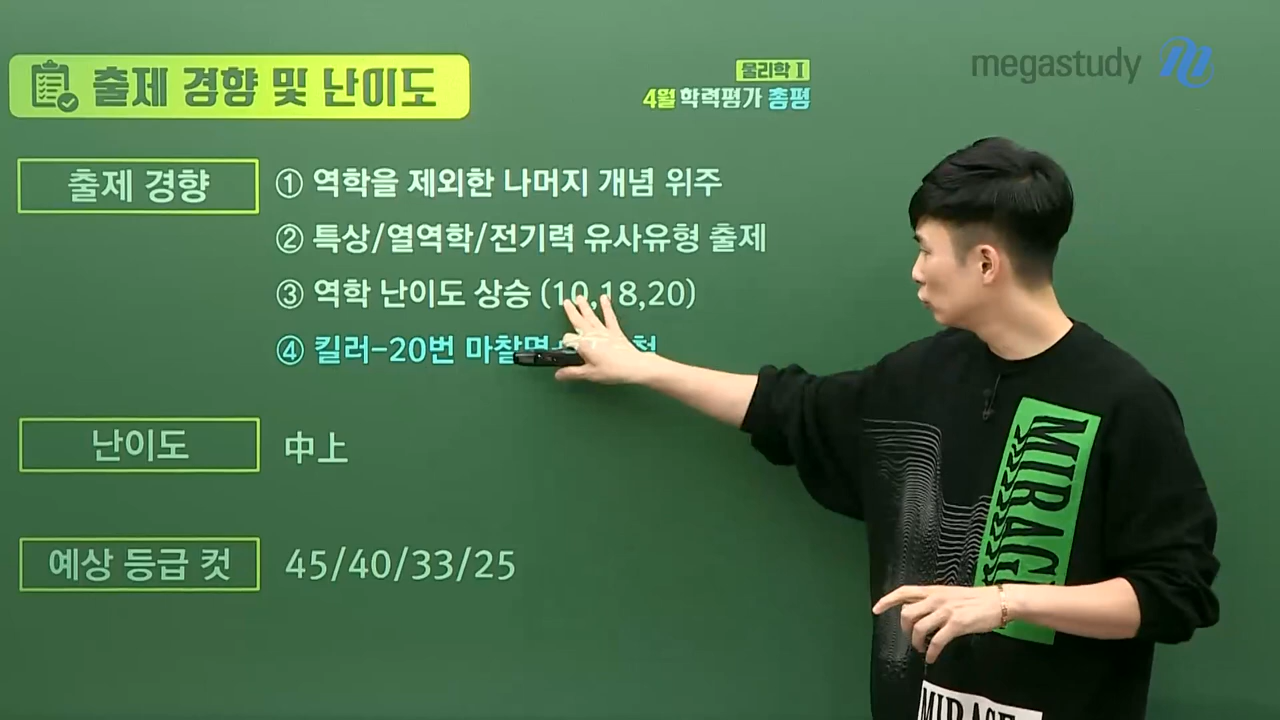 출제 경향 및 난이도
물리학 I
4월 학력평가 총평
megastudy
출제 경향
① 역학을 제외한 나머지 개념 위주
② 특상/열역학/전기력 유사유형 출제
③ 역학 난이도 상승 (10,18,20)
④ 킬러-20번 마찰면
난이도
中上
예상 등급 컷
45/40/33/25
MIRAGE
MIRAGE